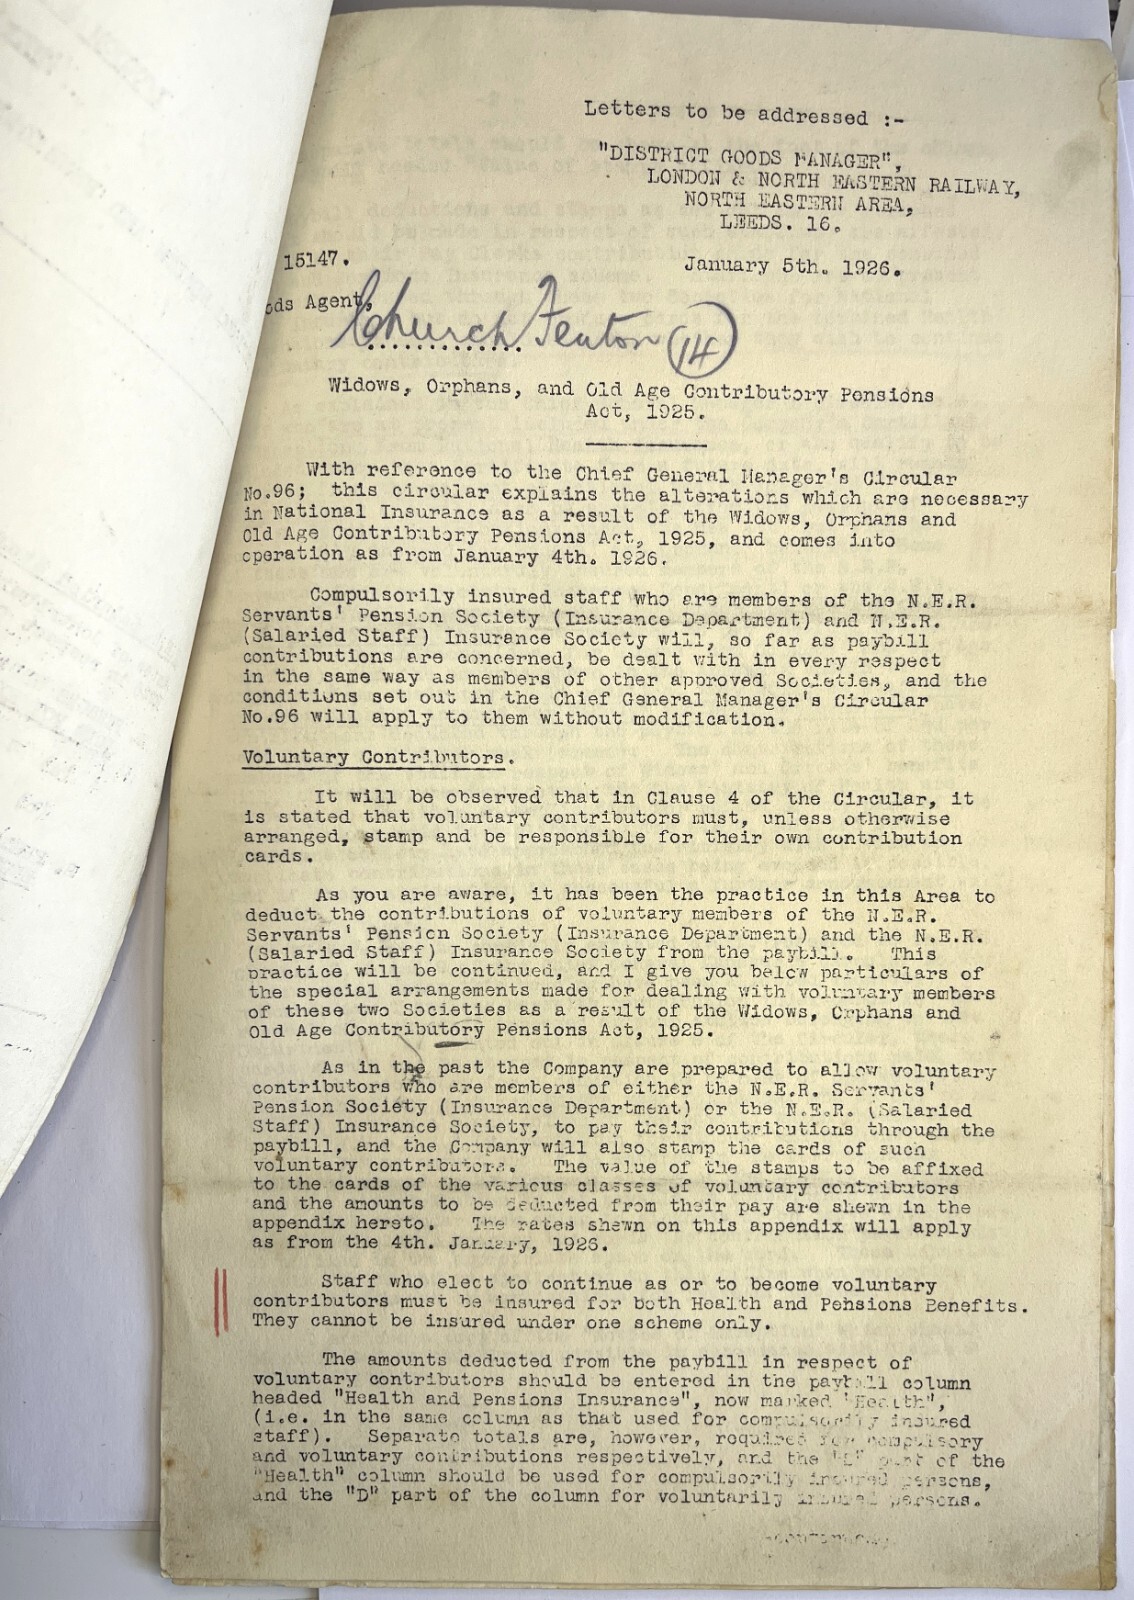 Letters to be addressed :-
"DISTRICT GOODS MANAGER",
LONDON & NORTH EASTERN RAILWAY,
NORTH EASTERN AREA,
LEEDS. 16.
15147.
January 5th. 1926.
ods Agent,
Church Fenton 14
Widows, Orphans, and Old Age Contributory Pensions
Act, 1925.
With reference to the Chief General Manager's Circular
No.96; this circular explains the alterations which are necessary
in National Insurance as a result of the Widows, Orphans and
Old Age Contributory Pensions Act, 1925, and comes into
operation as from January 4th. 1926.
Compulsorily insured staff who are members of the N.E.R.
Servants' Pension Society (Insurance Department) and N.E.R.
(Salaried Staff) Insurance Society will, so far as paybill
contributions are concerned, be dealt with in every respect
in the same way as members of other approved Societies, and the
conditions set out in the Chief General Manager's Circular
No.96 will apply to them without modification.
Voluntary Contributors.
It will be observed that in Clause 4 of the Circular, it
is stated that voluntary contributors must, unless otherwise
arranged, stamp and be responsible for their own contribution
cards.
As you are aware, it has been the practice in this Area to
deduct the contributions of voluntary members of the N.E.R.
Servants' Pension Society (Insurance Department) and the N.E.R.
(Salaried Staff) Insurance Society from the paybill. This
practice will be continued, and I give you below particulars of
the special arrangements made for dealing with voluntary members
of these two Societies as a result of the Widows, Orphans and
Old Age Contributory Pensions Act, 1925.
As in the past the Company are prepared to allow voluntary
contributors who are members of either the N.E.R. Servants'
Pension Society (Insurance Department) or the N.E.R. (Salaried
Staff) Insurance Society, to pay their contributions through the
paybill, and the Company will also stamp the cards of such
voluntary contributors. The value of the stamps to be affixed
to the cards of the various classes of voluntary contributors
and the amounts to be deducted from their pay are shewn in the
appendix hereto. The rates shewn on this appendix will apply
as from the 4th. January, 1926.
Staff who elect to continue as or to become voluntary
contributors must be insured for both Health and Pensions Benefits.
They cannot be insured under one scheme only.
The amounts deducted from the paybill in respect of
voluntary contributors should be entered in the paybill column
headed "Health and Pensions Insurance", now marked "Health",
(i.e. in the same column as that used for compulsorily insured
staff). Separate totals are, however, required for compulsory
and voluntary contributions respectively, and the part of the
"Health" column should be used for compulsorily insured persons,
and the "D" part of the column for voluntarily insured persons.